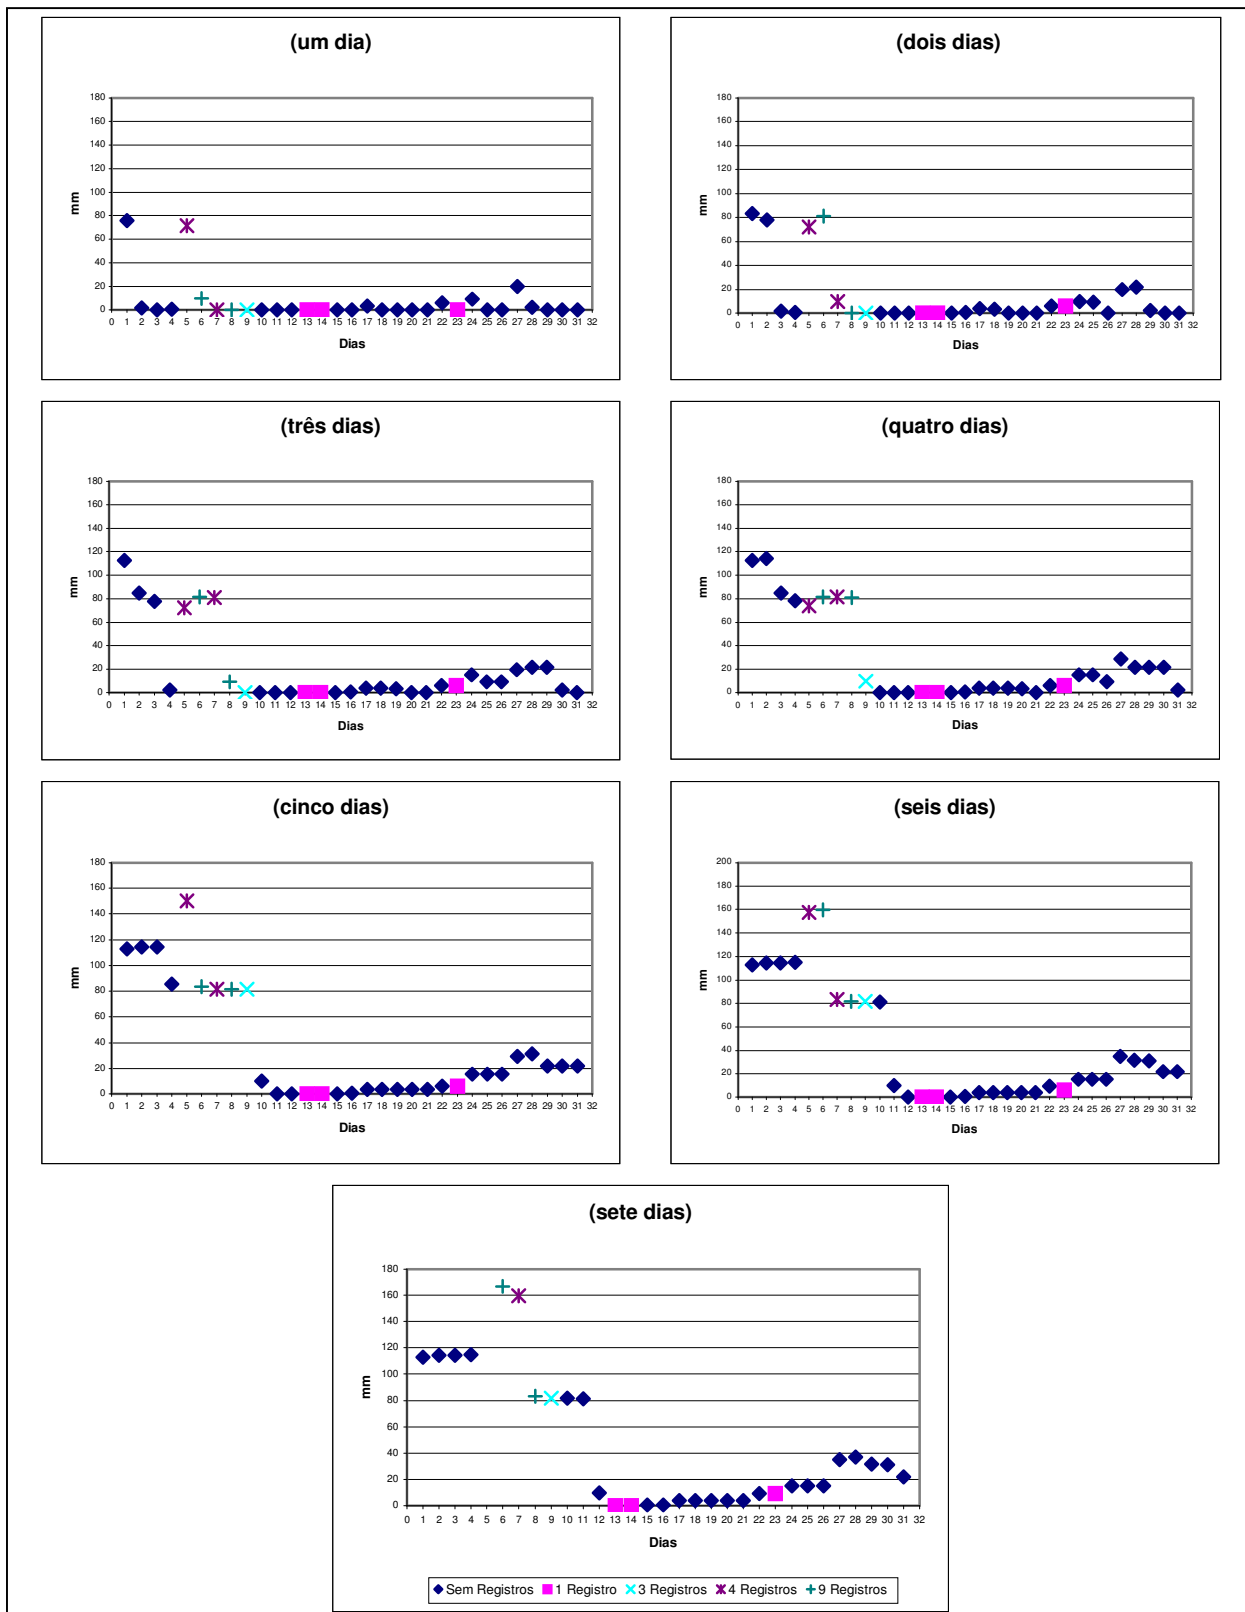 (um dia)
180
160
140
120
100
80
60
40
20
0
mm
0 1 2 3 4 5 6 7 8 9 10 11 12 13 14 15 16 17 18 19 20 21 22 23 24 25 26 27 28 29 30 31 32
Dias
(dois dias)
180
160
140
120
100
80
60
40
20
0
mm
0 1 2 3 4 5 6 7 8 9 10 11 12 13 14 15 16 17 18 19 20 21 22 23 24 25 26 27 28 29 30 31 32
Dias
(três dias)
180
160
140
120
100
80
60
40
20
0
mm
0 1 2 3 4 5 6 7 8 9 10 11 12 13 14 15 16 17 18 19 20 21 22 23 24 25 26 27 28 29 30 31 32
Dias
(quatro dias)
180
160
140
120
100
80
60
40
20
0
mm
0 1 2 3 4 5 6 7 8 9 10 11 12 13 14 15 16 17 18 19 20 21 22 23 24 25 26 27 28 29 30 31 32
Dias
(cinco dias)
180
160
140
120
100
80
60
40
20
0
mm
0 1 2 3 4 5 6 7 8 9 10 11 12 13 14 15 16 17 18 19 20 21 22 23 24 25 26 27 28 29 30 31 32
Dias
(seis dias)
200
180
160
140
120
100
80
60
40
20
0
mm
0 1 2 3 4 5 6 7 8 9 10 11 12 13 14 15 16 17 18 19 20 21 22 23 24 25 26 27 28 29 30 31 32
Dias
(sete dias)
180
160
140
120
100
80
60
40
20
0
mm
0 1 2 3 4 5 6 7 8 9 10 11 12 13 14 15 16 17 18 19 20 21 22 23 24 25 26 27 28 29 30 31 32
Dias
Sem Registros 1 Registro 3 Registros 4 Registros 9 Registros